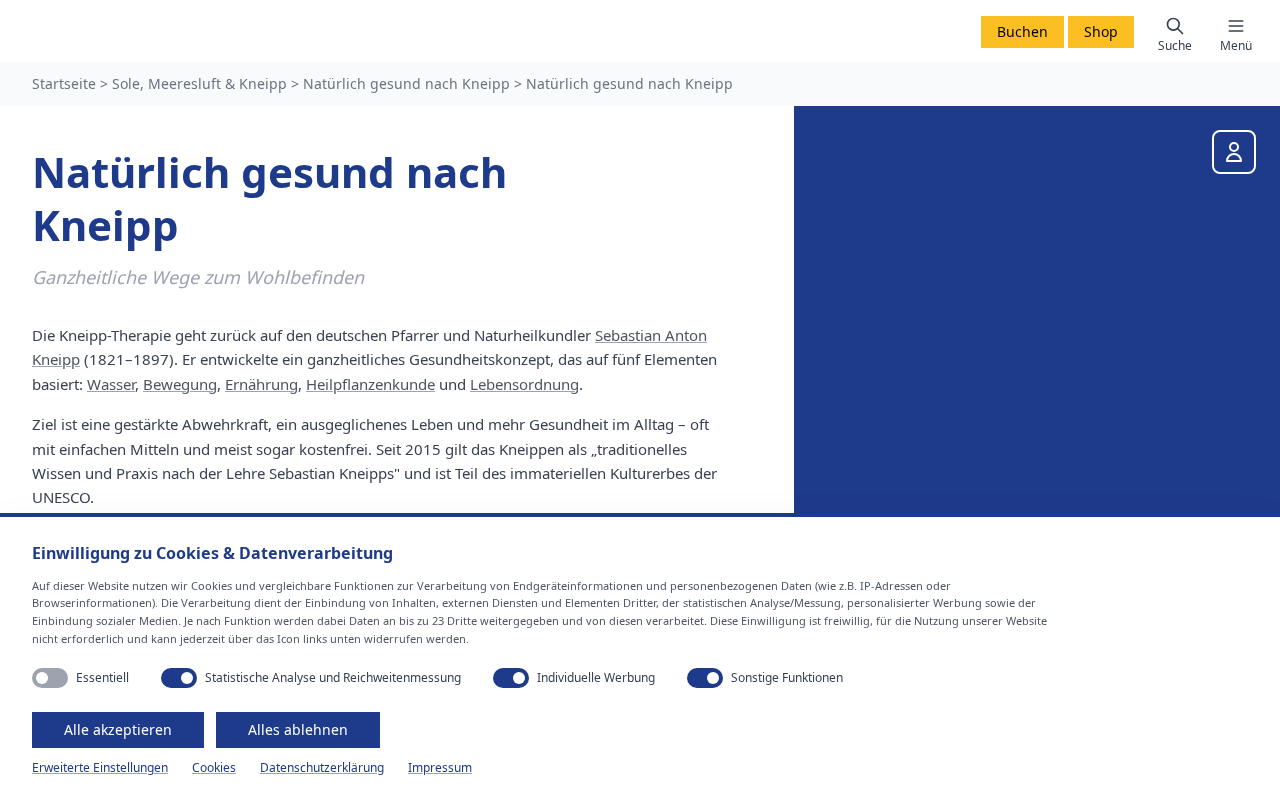 Buchen
Shop
Suche
Menü
Startseite > Sole, Meeresluft & Kneipp > Natürlich gesund nach Kneipp > Natürlich gesund nach Kneipp
Natürlich gesund nach
Kneipp
Ganzheitliche Wege zum Wohlbefinden
Die Kneipp-Therapie geht zurück auf den deutschen Pfarrer und Naturheilkundler Sebastian Anton
Kneipp (1821–1897). Er entwickelte ein ganzheitliches Gesundheitskonzept, das auf fünf Elementen
basiert: Wasser, Bewegung, Ernährung, Heilpflanzenkunde und Lebensordnung.
Ziel ist eine gestärkte Abwehrkraft, ein ausgeglichenes Leben und mehr Gesundheit im Alltag – oft
mit einfachen Mitteln und meist sogar kostenfrei. Seit 2015 gilt das Kneippen als „traditionelles
Wissen und Praxis nach der Lehre Sebastian Kneipps" und ist Teil des immateriellen Kulturerbes der
UNESCO.
Einwilligung zu Cookies & Datenverarbeitung
Auf dieser Website nutzen wir Cookies und vergleichbare Funktionen zur Verarbeitung von Endgeräteinformationen und personenbezogenen Daten (wie z.B. IP-Adressen oder
Browserinformationen). Die Verarbeitung dient der Einbindung von Inhalten, externen Diensten und Elementen Dritter, der statistischen Analyse/Messung, personalisierter Werbung sowie der
Einbindung sozialer Medien. Je nach Funktion werden dabei Daten an bis zu 23 Dritte weitergegeben und von diesen verarbeitet. Diese Einwilligung ist freiwillig, für die Nutzung unserer Website
nicht erforderlich und kann jederzeit über das Icon links unten widerrufen werden.
Essentiell
Statistische Analyse und Reichweitenmessung
Individuelle Werbung
Sonstige Funktionen
Alle akzeptieren
Alles ablehnen
Erweiterte Einstellungen
Cookies
Datenschutzerklärung
Impressum